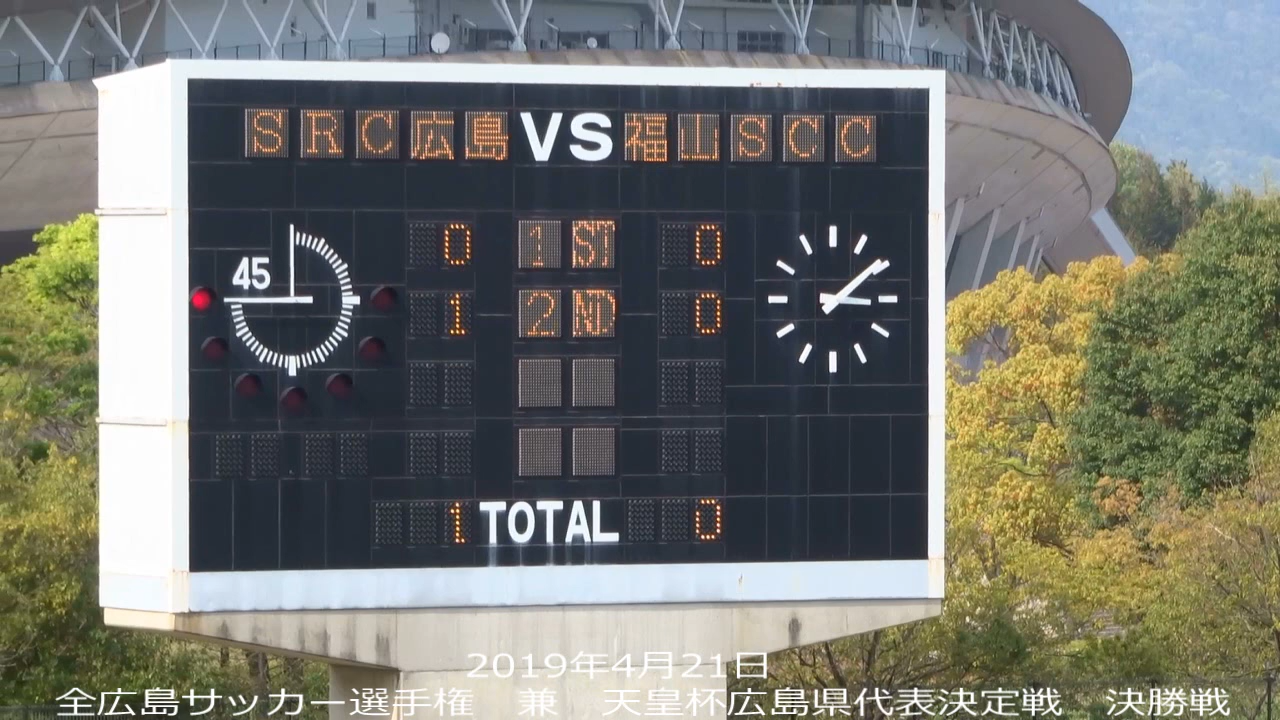 SRC広島 VS 福山SCC
45
0 1ST 0
1 2ND 0
1 TOTAL 0
2019年4月21日
全広島サッカー選手権 兼 天皇杯広島県代表決定戦 決勝戦